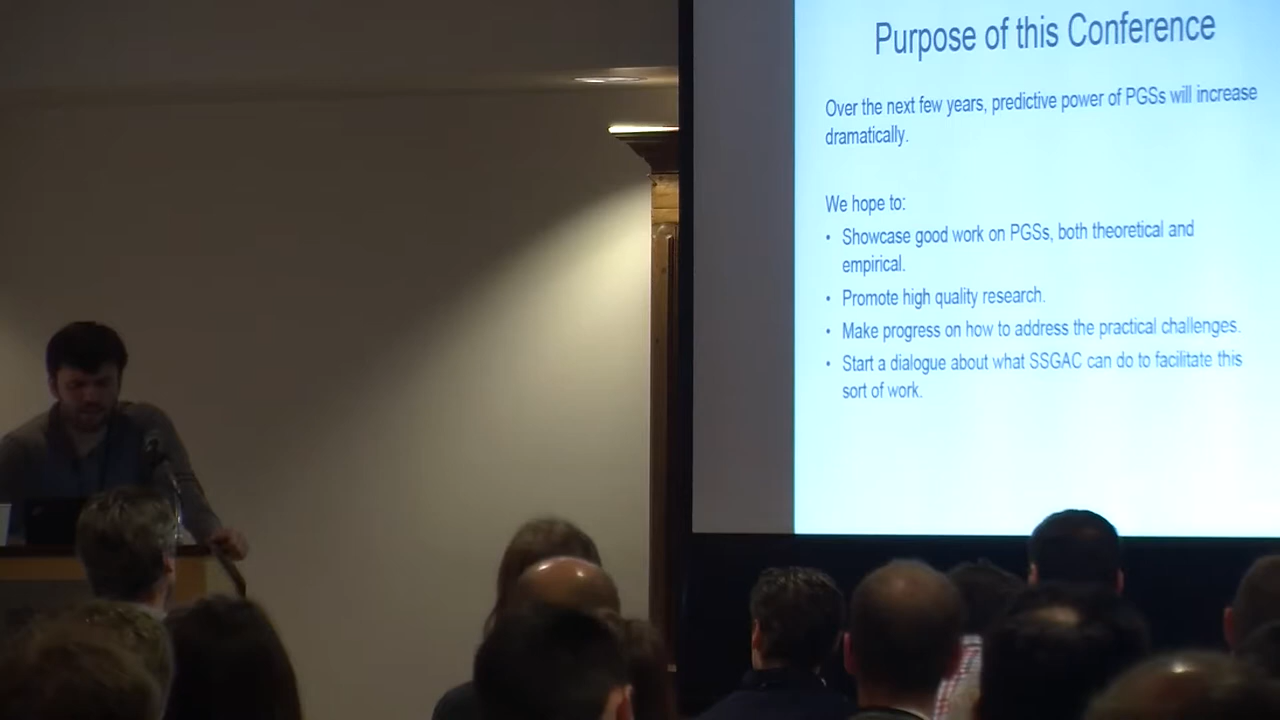 Purpose of this Conference
Over the next few years, predictive power of PGSs will increase
dramatically.
We hope to:
• Showcase good work on PGSs, both theoretical and
empirical.
• Promote high quality research.
• Make progress on how to address the practical challenges.
• Start a dialogue about what SSGAC can do to facilitate this
sort of work.